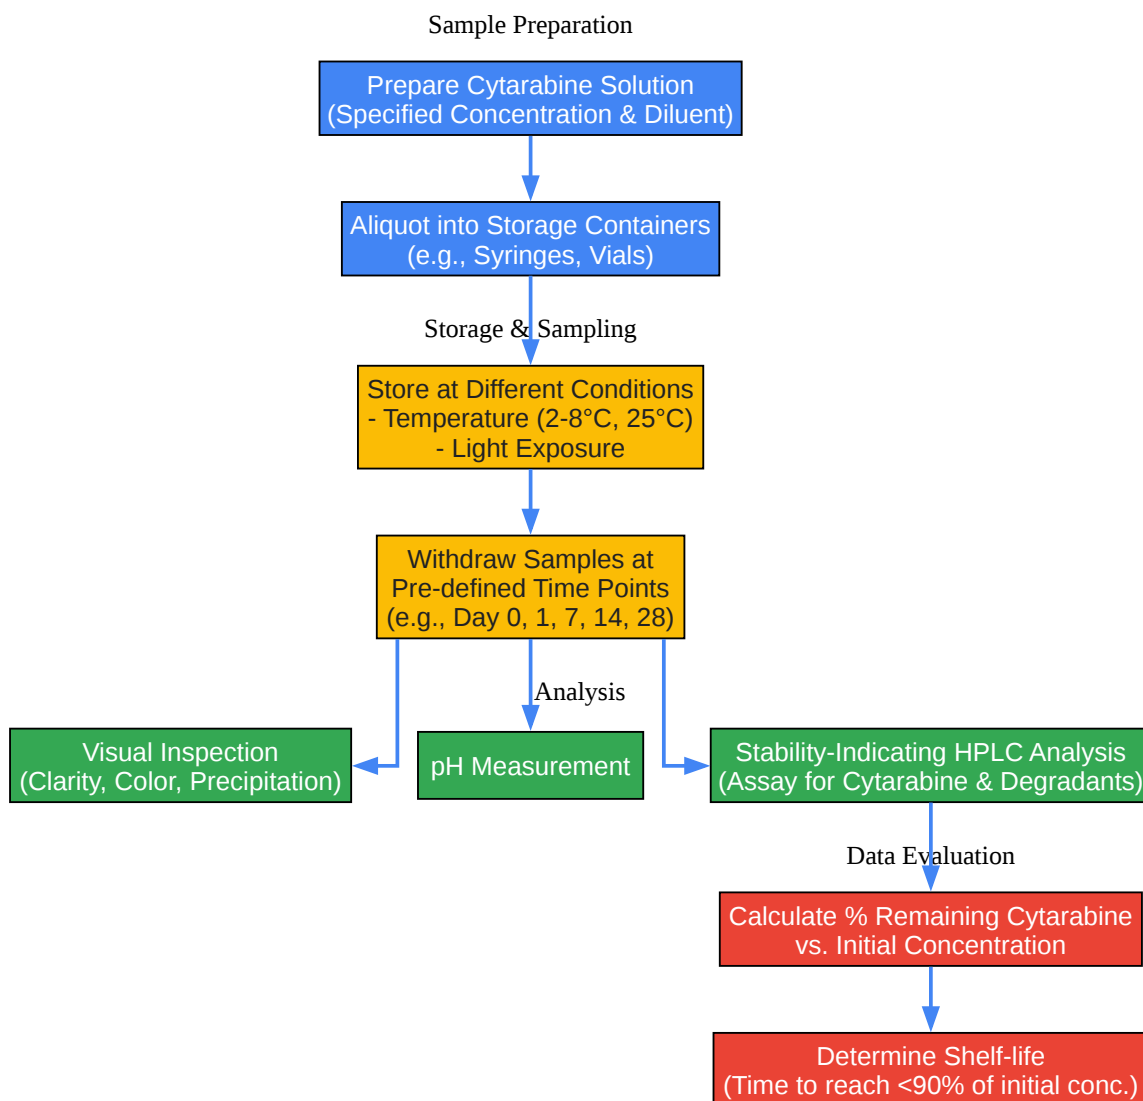 Sample Preparation
Prepare Cytarabine Solution
(Specified Concentration & Diluent)
Aliquot into Storage Containers
(e.g., Syringes, Vials)
Storage & Sampling
Store at Different Conditions
- Temperature (2-8°C, 25°C)
- Light Exposure
Withdraw Samples at
Pre-defined Time Points
(e.g., Day 0, 1, 7, 14, 28)
Analysis
Visual Inspection
(Clarity, Color, Precipitation)
pH Measurement
Stability-Indicating HPLC Analysis
(Assay for Cytarabine & Degradants)
Data Evaluation
Calculate % Remaining Cytarabine
vs. Initial Concentration
Determine Shelf-life
(Time to reach <90% of initial conc.)